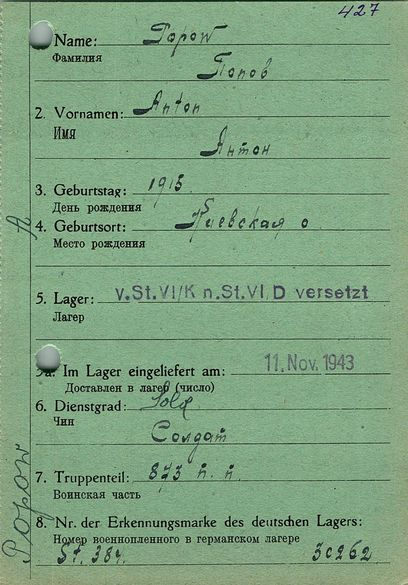 427
Name: Popow
Фамилия
Попов
2. Vornamen: Anton
Имя
Антон
3. Geburtstag: 1915
День рождения
4. Geburtsort: Киевская о
Место рождения
5. Lager: v.St.VI/K n.St.VI.D versetzt
Лагер
5a. Im Lager eingeliefert am: 11. Nov. 1943
Доставлен в лагер (число)
6. Dienstgrad: Sold
Чин
Солдат
7. Truppenteil: 873 п. п.
Воинская часть
8. Nr. der Erkennungsmarke des deutschen Lagers:
Номер военнопленного в германском лагере
St. 384. 30262
Popow A